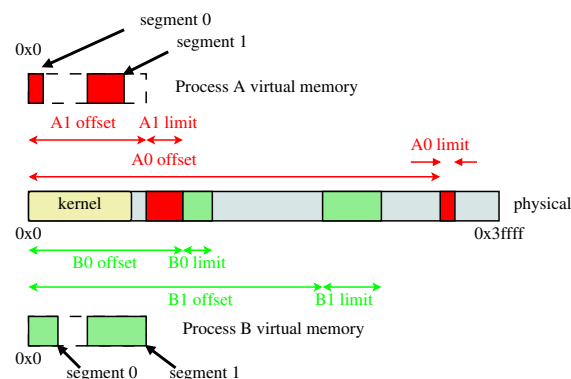 segment 0
0x0
segment 1
Process A virtual memory
A1 offset
A1 limit
A0 limit
A0 offset
kernel
physical
0x0
0x3ffff
B0 offset
B0 limit
B1 offset
B1 limit
Process B virtual memory
0x0
segment 0
segment 1